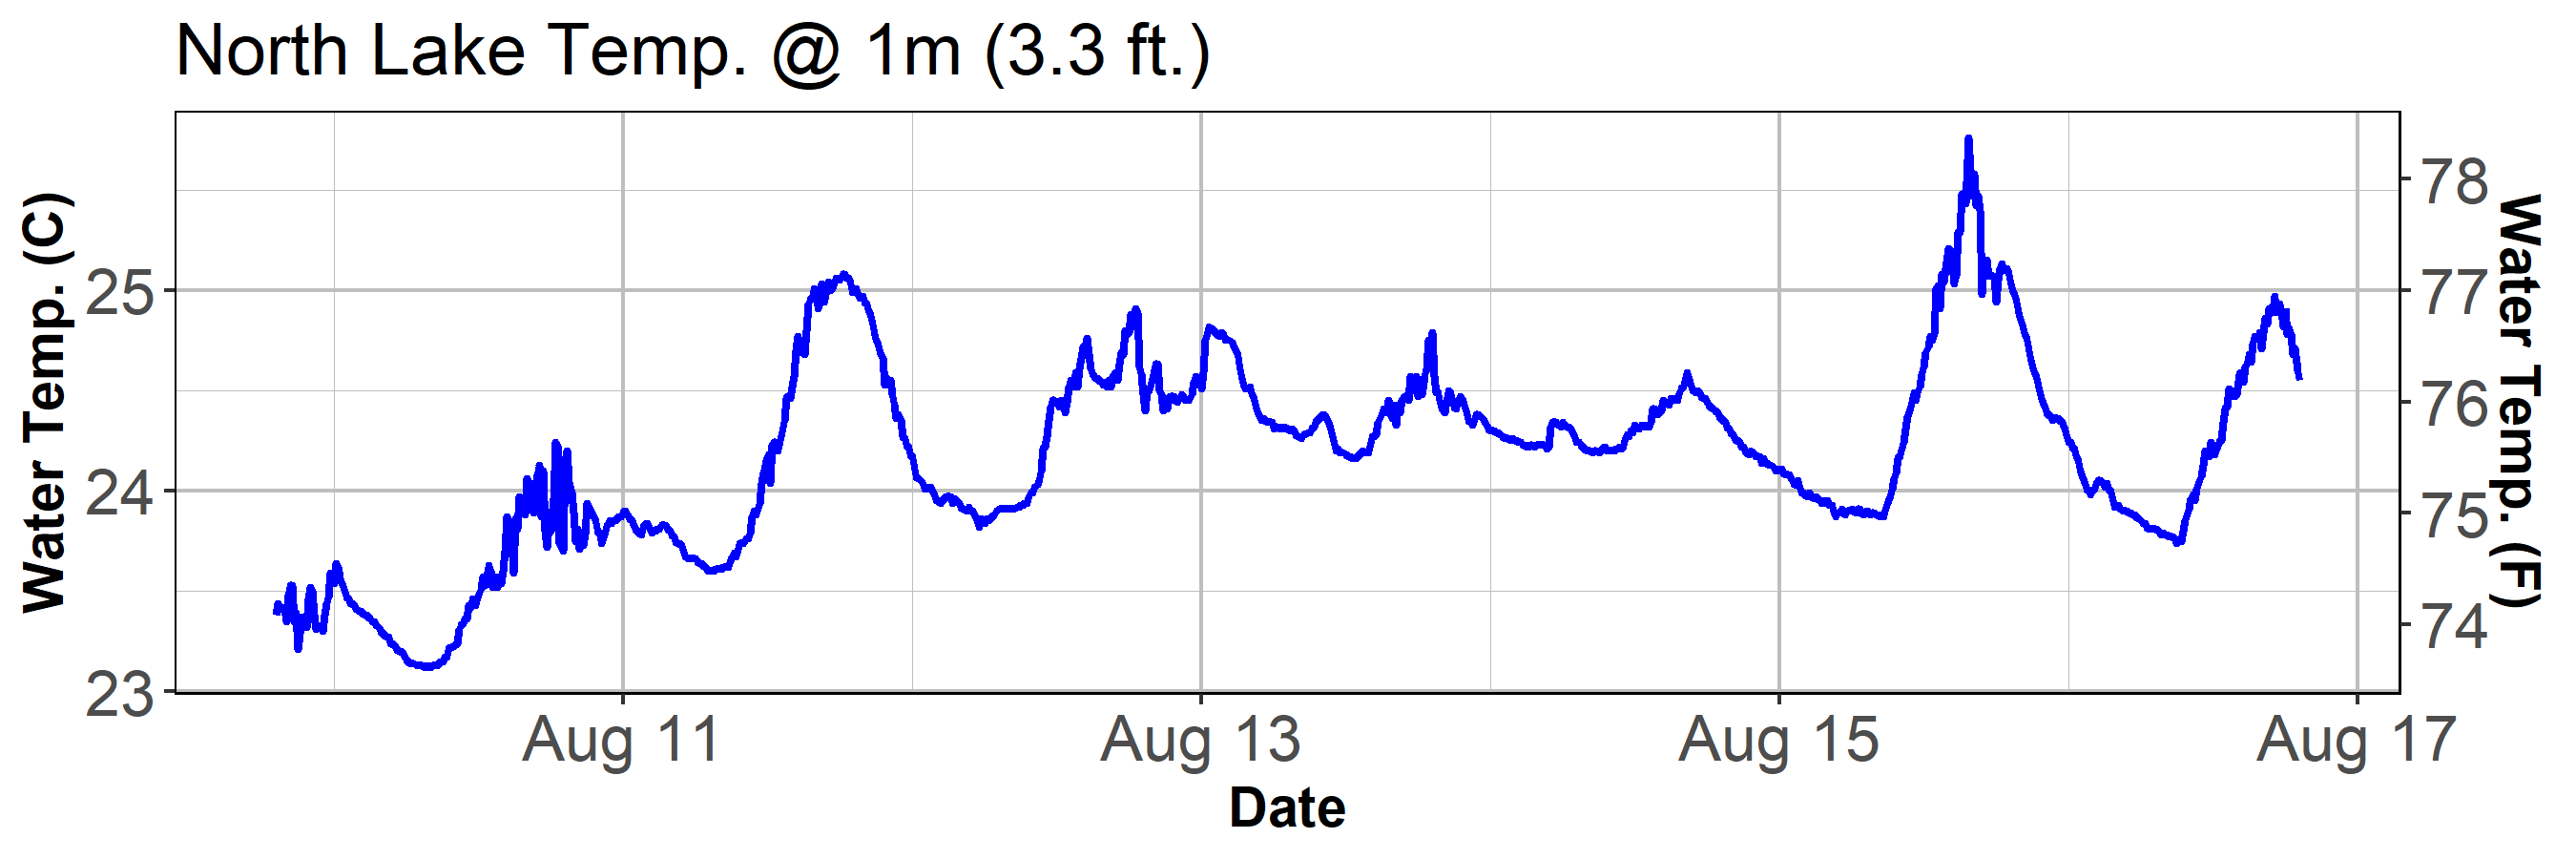 North Lake Temp. @ 1m (3.3 ft.)
Water Temp. (C)
25
24
23
78
77
76
75
74
Water Temp. (F)
Aug 11
Aug 13
Aug 15
Aug 17
Date